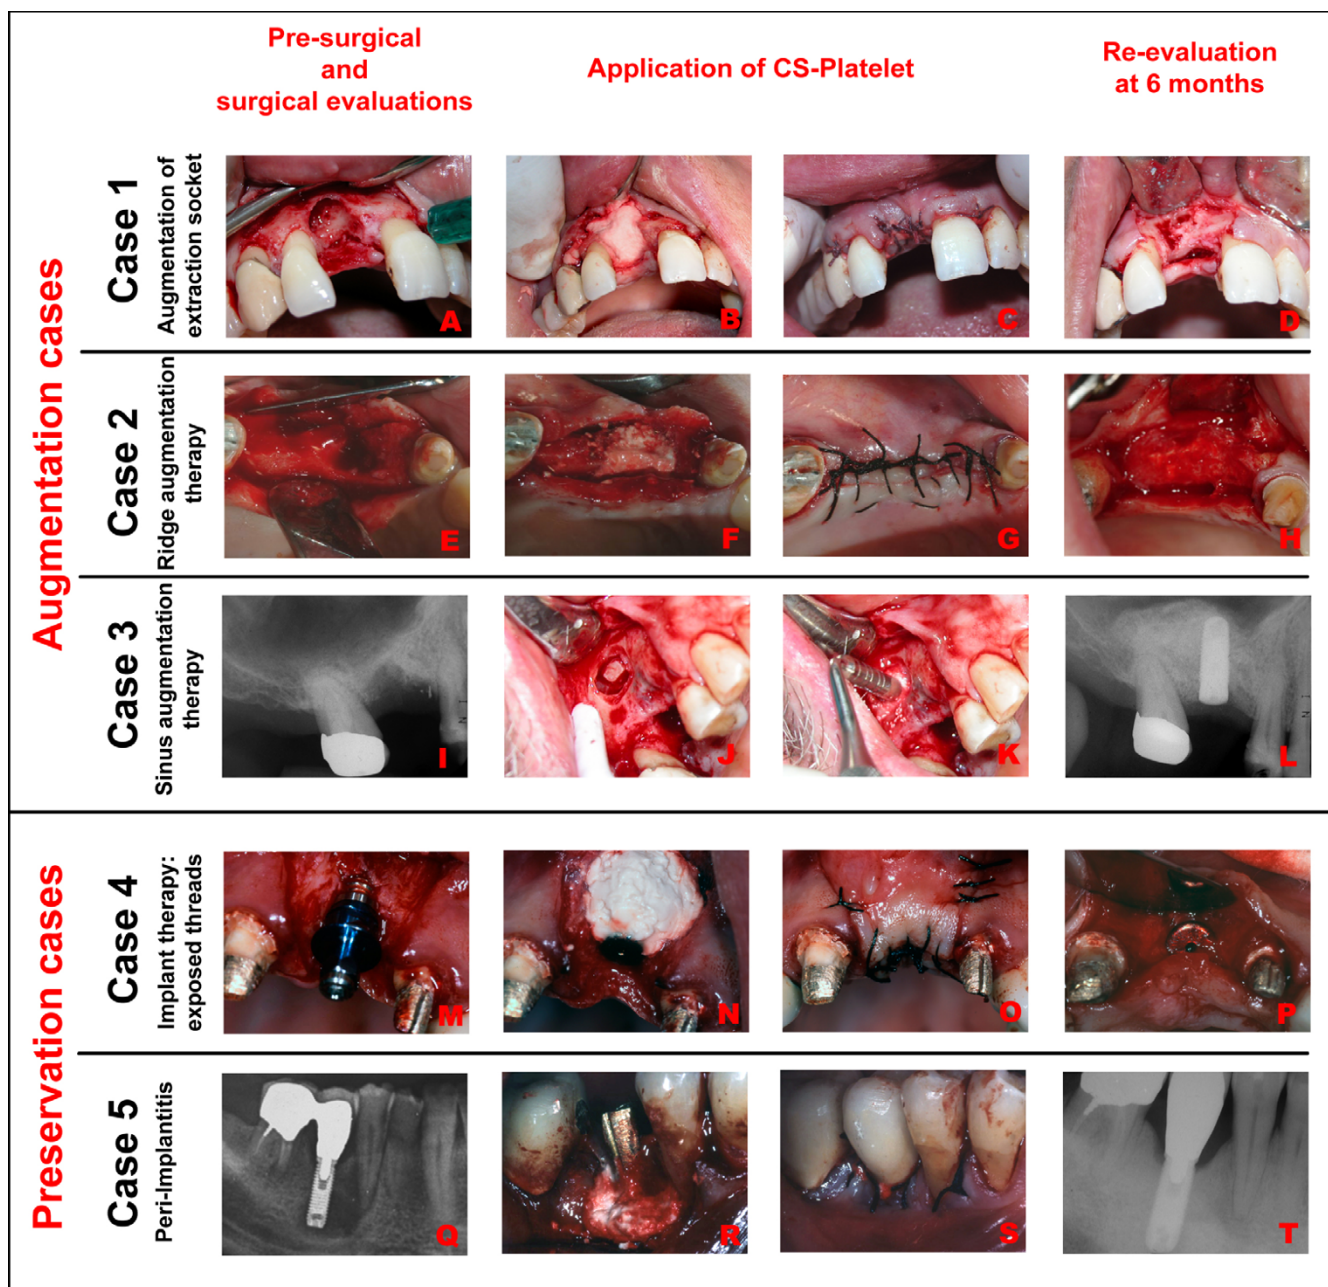 Pre-surgical
and
surgical evaluations
Application of CS-Platelet
Re-evaluation
at 6 months
Augmentation cases
Case 1
Augmentation of
extraction socket
A
B
C
D
Case 2
Ridge augmentation
therapy
E
F
G
H
Case 3
Sinus augmentation
therapy
I
J
K
L
Preservation cases
Case 4
Implant therapy:
exposed threads
M
N
O
P
Case 5
Peri-Implantitis
Q
R
S
T